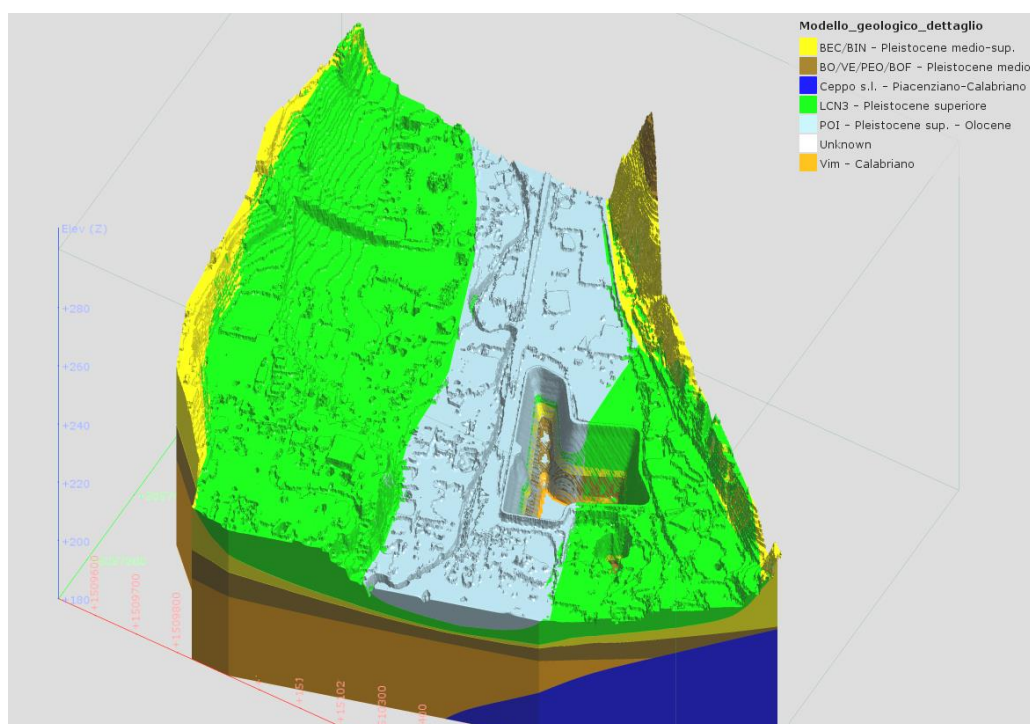 Modello_geologico_dettaglio
BEC/BIN - Pleistocene medio-sup.
BO/VE/PEO/BOF - Pleistocene medio
Ceppo s.l. - Piacenziano-Calabriano
LCN3 - Pleistocene superiore
POI - Pleistocene sup. - Olocene
Unknown
Vim - Calabriano
Elev (Z)
+280
+260
+240
+220
+200
+180
+1509600
+1509700
+1509800